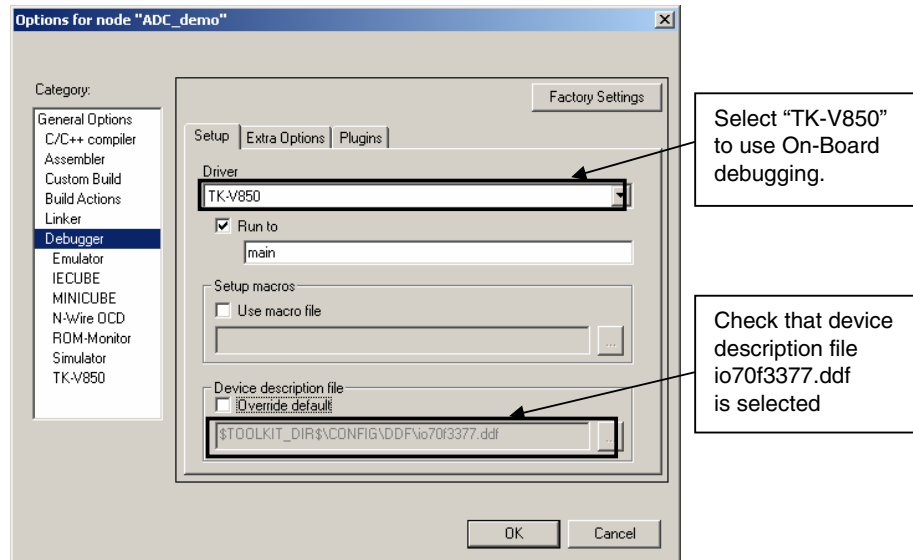 Options for node "ADC_demo"
Category:
General Options
C/C++ compiler
Assembler
Custom Build
Build Actions
Linker
Debugger
Emulator
IECUBE
MINICUBE
N-Wire OCD
ROM-Monitor
Simulator
TK-V850
Factory Settings
Setup
Extra Options
Plugins
Driver
TK-V850
Run to
main
Setup macros
Use macro file
...
Device description file
Override default
$TOOLKIT_DIR$\CONFIG\DDF\io70f3377.ddf
...
OK
Cancel
Select “TK-V850”
to use On-Board
debugging.
Check that device
description file
io70f3377.ddf
is selected